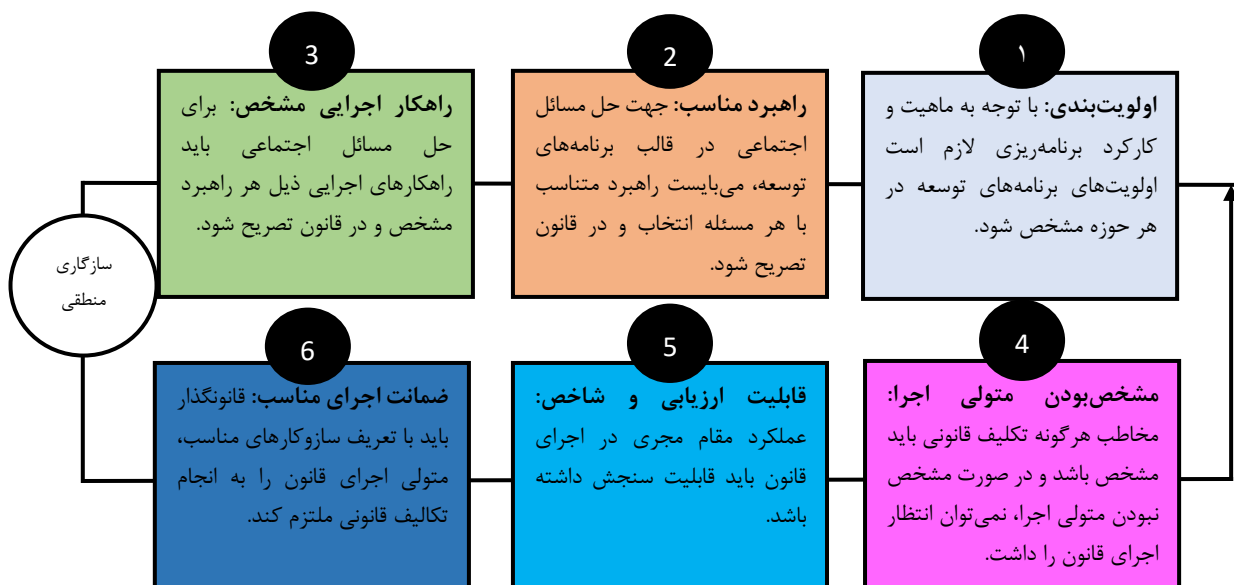 ۱
اولویت‌بندی: با توجه به ماهیت و
کارکرد برنامه‌ریزی لازم است
اولویت‌های برنامه‌های توسعه در
هر حوزه مشخص شود.
2
راهبرد مناسب: جهت حل مسائل
اجتماعی در قالب برنامه‌های
توسعه، می‌بایست راهبرد متناسب
با هر مسئله انتخاب و در قانون
تصریح شود.
3
راهکار اجرایی مشخص: برای
حل مسائل اجتماعی باید
راهکارهای اجرایی ذیل هر راهبرد
مشخص و در قانون تصریح شود.
سازگاری
منطقی
4
مشخص‌بودن متولی اجرا:
مخاطب هرگونه تکلیف قانونی باید
مشخص باشد و در صورت مشخص
نبودن متولی اجرا، نمی‌توان انتظار
اجرای قانون را داشت.
5
قابلیت ارزیابی و شاخص:
عملکرد مقام مجری در اجرای
قانون باید قابلیت سنجش داشته
باشد.
6
ضمانت اجرای مناسب: قانونگذار
باید با تعریف سازوکارهای مناسب،
متولی اجرای قانون را به انجام
تکالیف قانونی ملتزم کند.